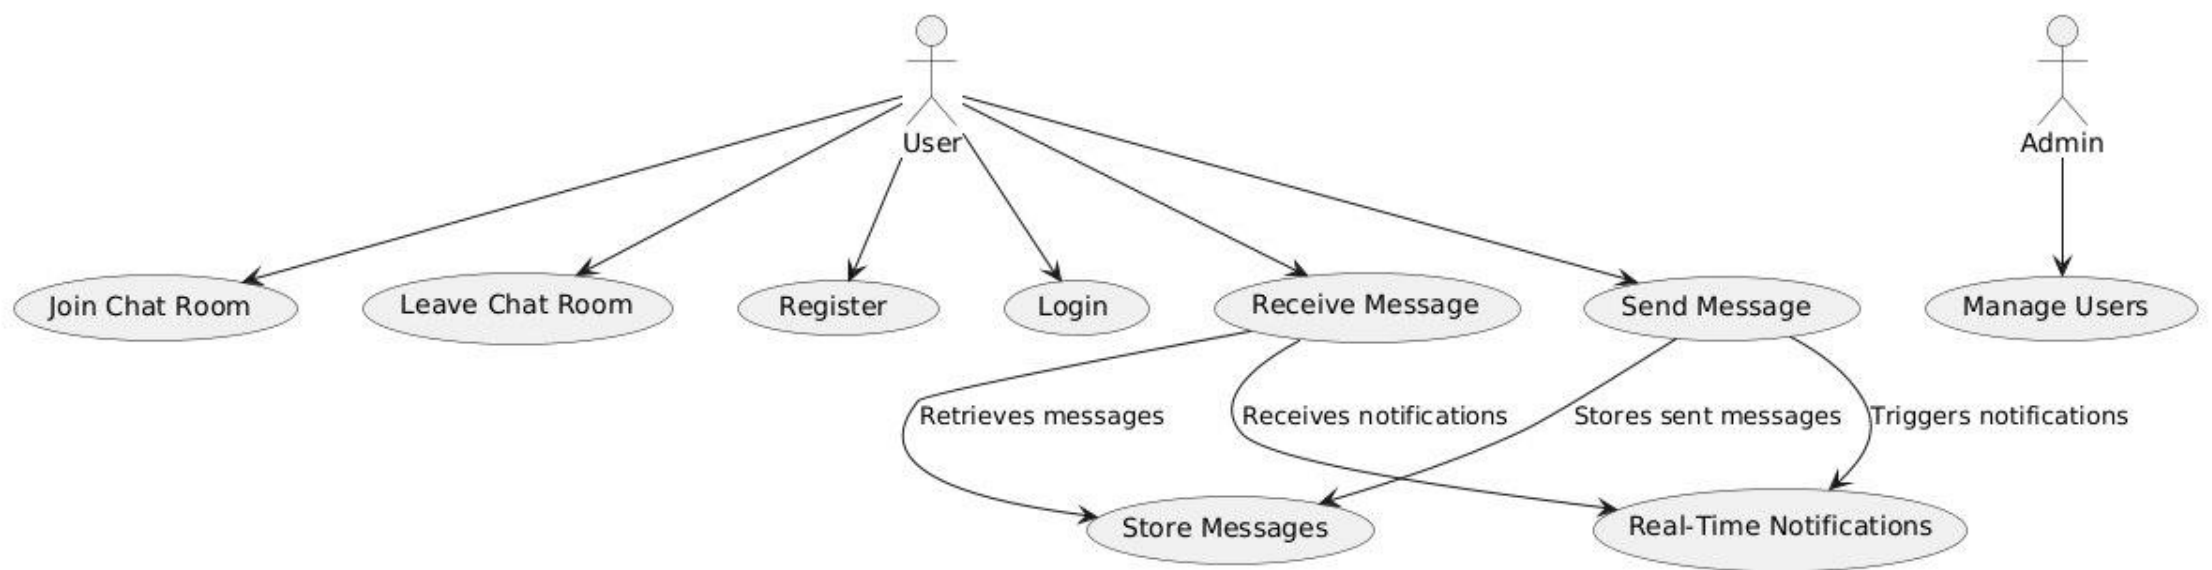 User
Admin
Join Chat Room
Leave Chat Room
Register
Login
Receive Message
Send Message
Manage Users
Retrieves messages
Receives notifications
Stores sent messages
Triggers notifications
Store Messages
Real-Time Notifications